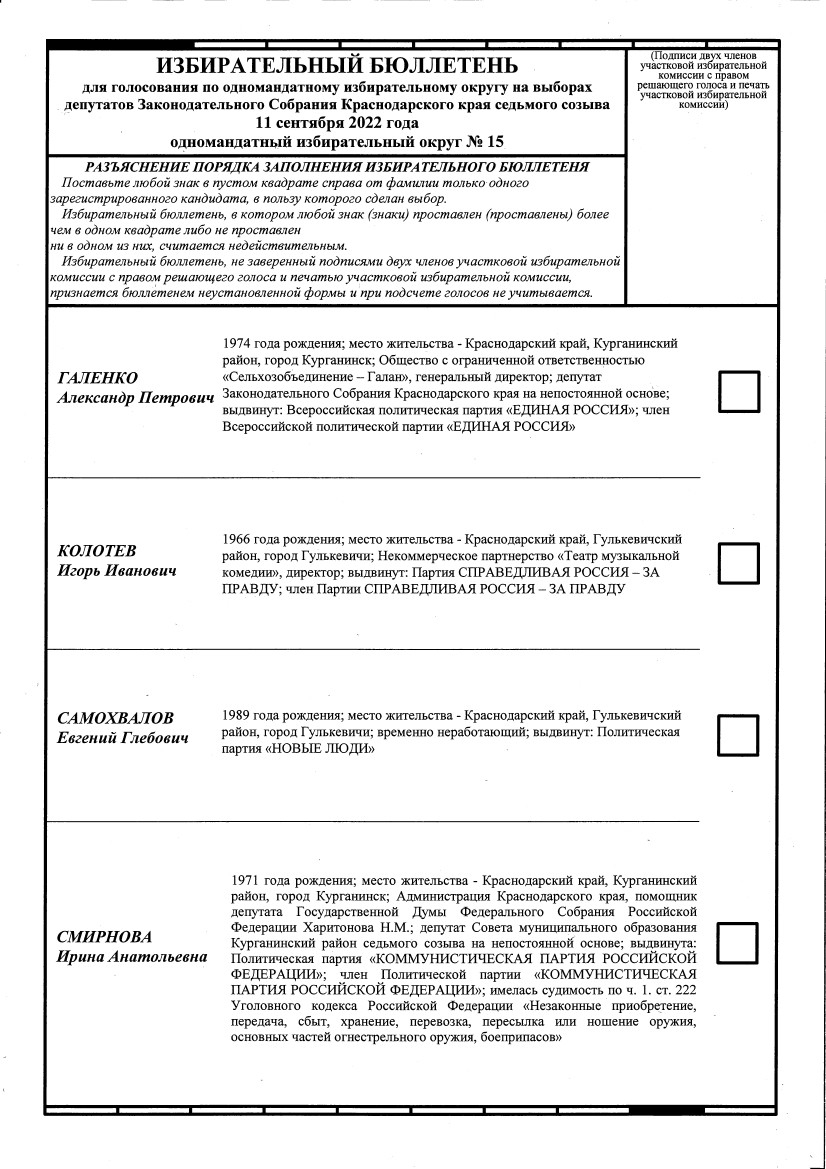 ИЗБИРАТЕЛЬНЫЙ БЮЛЛЕТЕНЬ
для голосования по одномандатному избирательному округу на выборах
депутатов Законодательного Собрания Краснодарского края седьмого созыва
11 сентября 2022 года
одномандатный избирательный округ № 15
(Подписи двух членов
участковой избирательной
комиссии с правом
решающего голоса и печать
участковой избирательной
комиссии)
РАЗЪЯСНЕНИЕ ПОРЯДКА ЗАПОЛНЕНИЯ ИЗБИРАТЕЛЬНОГО БЮЛЛЕТЕНЯ
Поставьте любой знак в пустом квадрате справа от фамилии только одного
зарегистрированного кандидата, в пользу которого сделан выбор.
Избирательный бюллетень, в котором любой знак (знаки) проставлен (проставлены) более
чем в одном квадрате либо не проставлен
ни в одном из них, считается недействительным.
Избирательный бюллетень, не заверенный подписями двух членов участковой избирательной
комиссии с правом решающего голоса и печатью участковой избирательной комиссии,
признается бюллетенем неустановленной формы и при подсчете голосов не учитывается.
ГАЛЕНКО
Александр Петрович
1974 года рождения; место жительства - Краснодарский край, Курганинский
район, город Курганинск; Общество с ограниченной ответственностью
«Сельхозобъединение – Галан», генеральный директор; депутат
Законодательного Собрания Краснодарского края на непостоянной основе;
выдвинут: Всероссийская политическая партия «ЕДИНАЯ РОССИЯ»; член
Всероссийской политической партии «ЕДИНАЯ РОССИЯ»
КОЛОТЕВ
Игорь Иванович
1966 года рождения; место жительства - Краснодарский край, Гулькевичский
район, город Гулькевичи; Некоммерческое партнерство «Театр музыкальной
комедии», директор; выдвинут: Партия СПРАВЕДЛИВАЯ РОССИЯ – ЗА
ПРАВДУ; член Партии СПРАВЕДЛИВАЯ РОССИЯ – ЗА ПРАВДУ
САМОХВАЛОВ
Евгений Глебович
1989 года рождения; место жительства - Краснодарский край, Гулькевичский
район, город Гулькевичи; временно неработающий; выдвинут: Политическая
партия «НОВЫЕ ЛЮДИ»
СМИРНОВА
Ирина Анатольевна
1971 года рождения; место жительства - Краснодарский край, Курганинский
район, город Курганинск; Администрация Краснодарского края, помощник
депутата Государственной Думы Федерального Собрания Российской
Федерации Харитонова Н.М.; депутат Совета муниципального образования
Курганинский район седьмого созыва на непостоянной основе; выдвинута:
Политическая партия «КОММУНИСТИЧЕСКАЯ ПАРТИЯ РОССИЙСКОЙ
ФЕДЕРАЦИИ»; член Политической партии «КОММУНИСТИЧЕСКАЯ
ПАРТИЯ РОССИЙСКОЙ ФЕДЕРАЦИИ»; имелась судимость по ч. 1. ст. 222
Уголовного кодекса Российской Федерации «Незаконные приобретение,
передача, сбыт, хранение, перевозка, пересылка или ношение оружия,
основных частей огнестрельного оружия, боеприпасов»